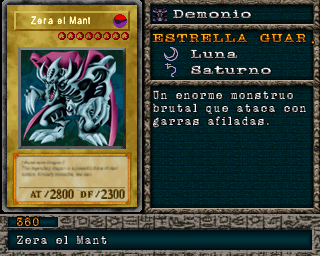 Zera el Mant
AT/2800 DF/2300
Demonio
ESTRELLA GUAR.
Luna
Saturno
Un enorme monstruo
brutal que ataca con
garras afiladas.
360
Zera el Mant